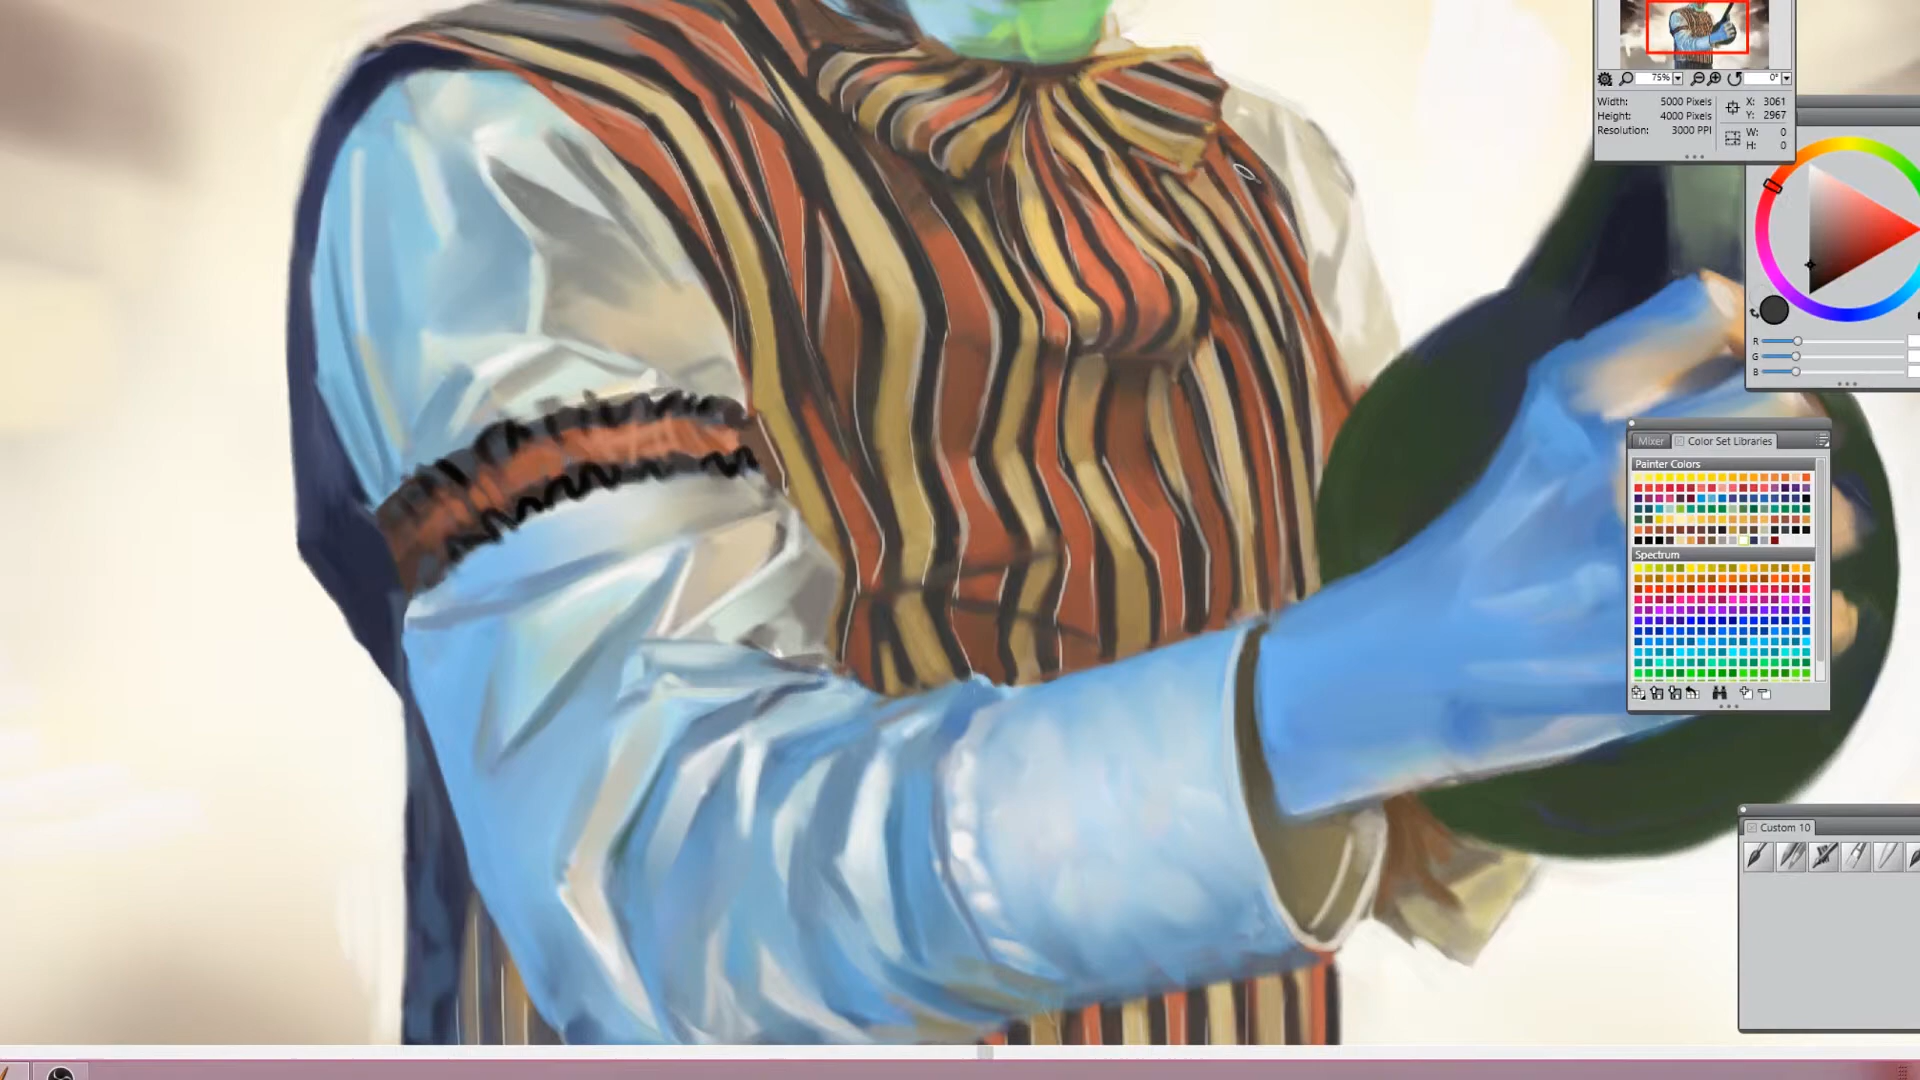 75%
0°
Width: 5000 Pixels
Height: 4000 Pixels
Resolution: 3000 PPI
X: 3061
Y: 2967
W: 0
H: 0
R
G
B
Mixer
Color Set Libraries
Painter Colors
Spectrum
Custom 10